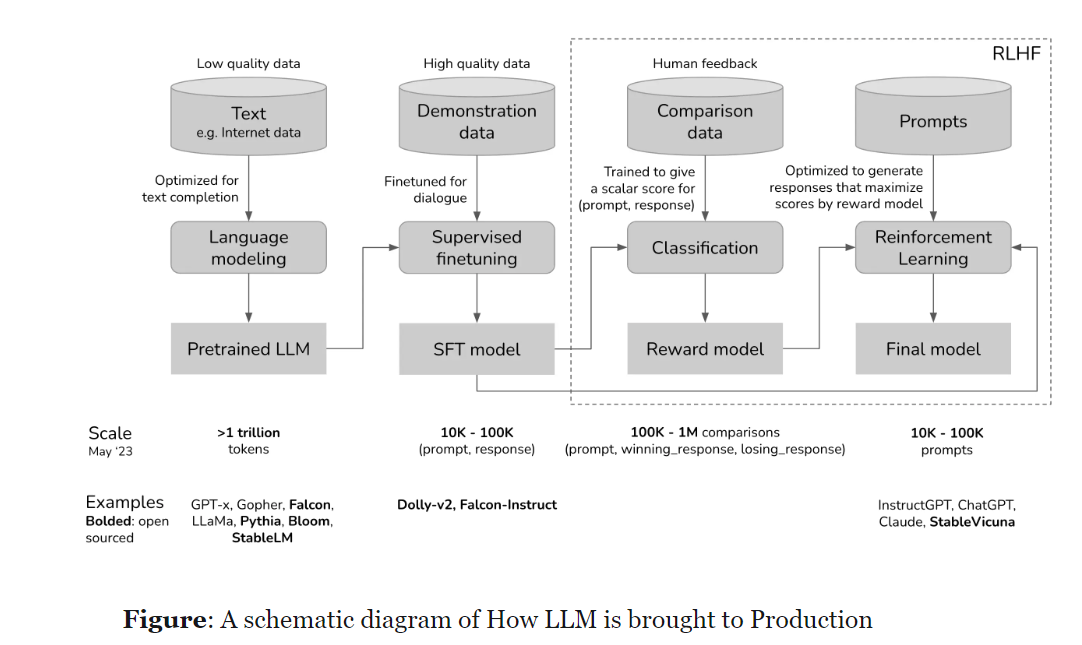 RLHF
Low quality data
Text
e.g. Internet data
Optimized for
text completion
Language
modeling
Pretrained LLM
High quality data
Demonstration
data
Finetuned for
dialogue
Supervised
finetuning
SFT model
Human feedback
Comparison
data
Trained to give
a scalar score for
(prompt, response)
Classification
Reward model
Prompts
Optimized to generate
responses that maximize
scores by reward model
Reinforcement
Learning
Final model
Scale
May ‘23
>1 trillion
tokens
10K - 100K
(prompt, response)
100K - 1M comparisons
(prompt, winning_response, losing_response)
10K - 100K
prompts
Examples
Bolded: open
sourced
GPT-x, Gopher, Falcon,
LLaMa, Pythia, Bloom,
StableLM
Dolly-v2, Falcon-Instruct
InstructGPT, ChatGPT,
Claude, StableVicuna
Figure: A schematic diagram of How LLM is brought to Production